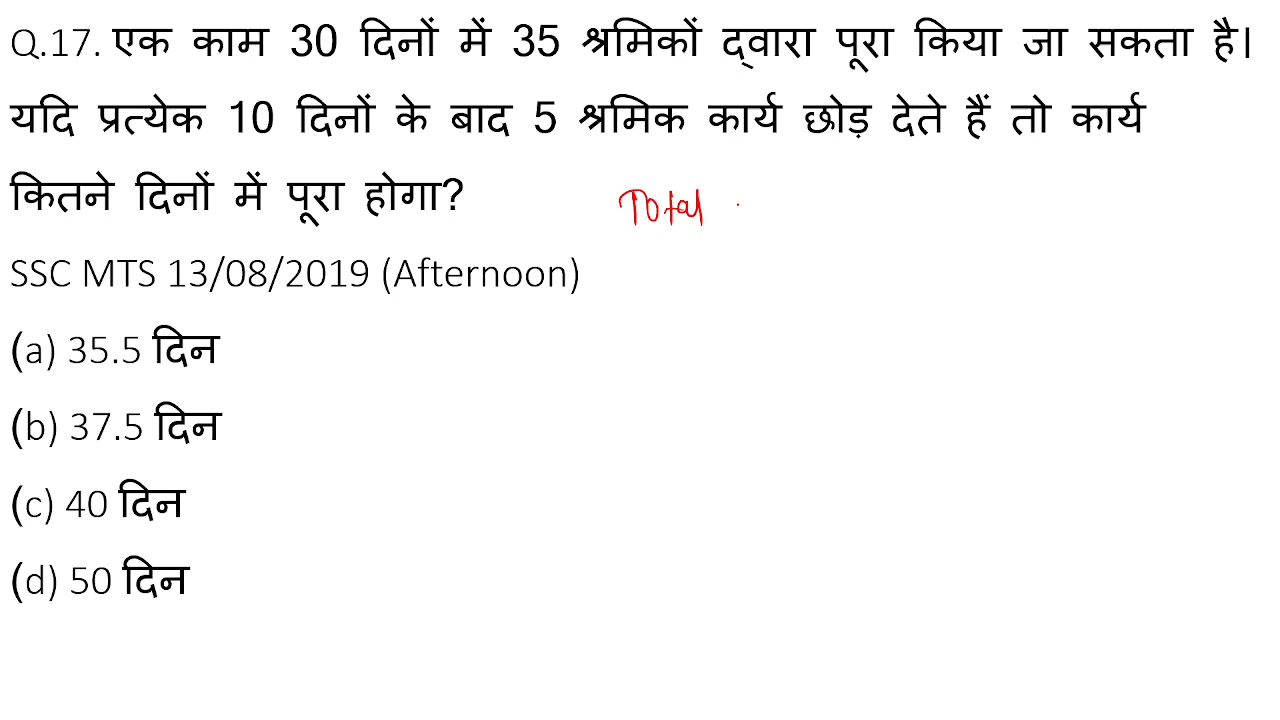 Q.17. एक काम 30 दिनों में 35 श्रमिकों द्वारा पूरा किया जा सकता है।
यदि प्रत्येक 10 दिनों के बाद 5 श्रमिक कार्य छोड़ देते हैं तो कार्य
कितने दिनों में पूरा होगा?
Total
SSC MTS 13/08/2019 (Afternoon)
(a) 35.5 दिन
(b) 37.5 दिन
(c) 40 दिन
(d) 50 दिन